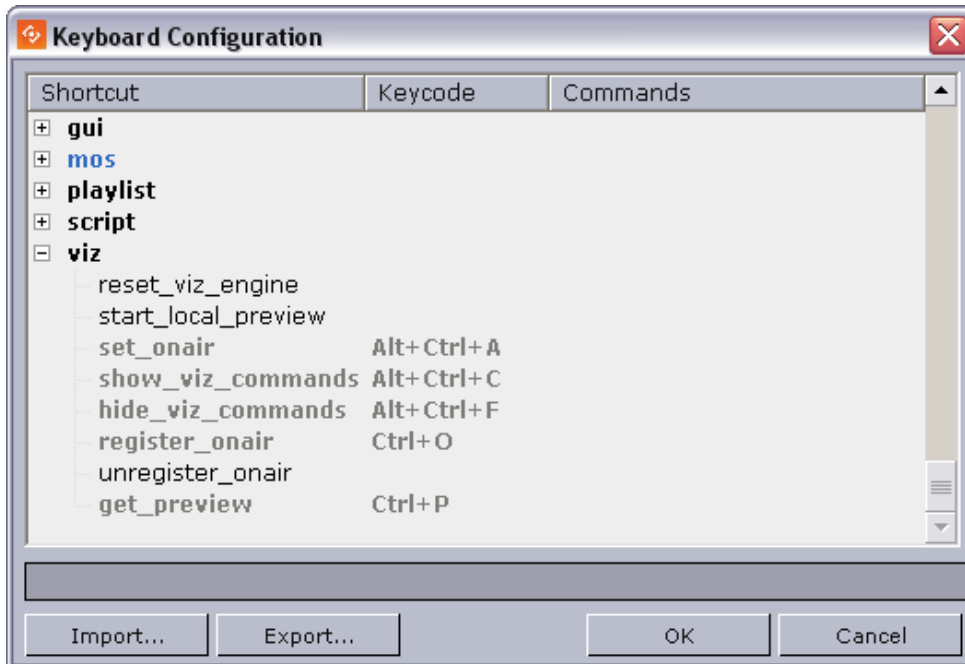 Keyboard Configuration
Shortcut Keycode Commands
gui
mos
playlist
script
viz
reset_viz_engine
start_local_preview
set_onair Alt+Ctrl+A
show_viz_commands Alt+Ctrl+C
hide_viz_commands Alt+Ctrl+F
register_onair Ctrl+O
unregister_onair
get_preview Ctrl+P
Import... Export... OK Cancel